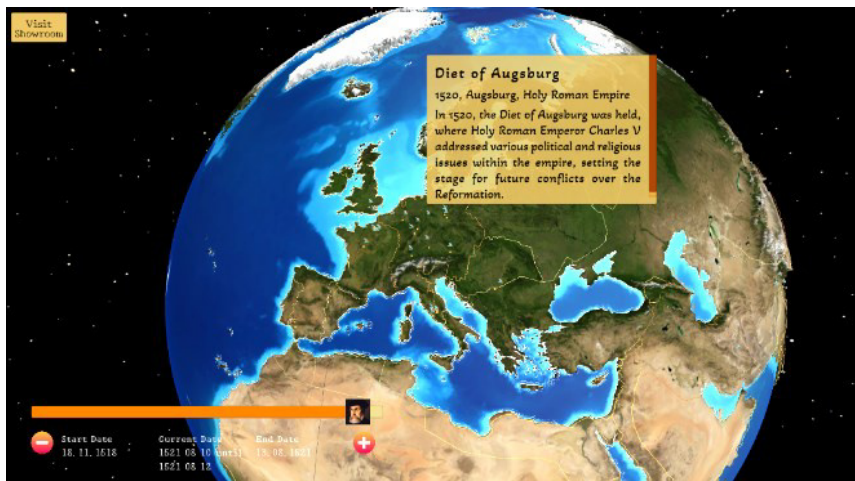 Visit
Showroom
Diet of Augsburg
1520, Augsburg, Holy Roman Empire
In 1520, the Diet of Augsburg was held,
where Holy Roman Emperor Charles V
addressed various political and religious
issues within the empire, setting the
stage for future conflicts over the
Reformation.
Start Date
18.11.1518
Current Date
1521 08 10 until
1521 08 12
End Date
13.08.1521